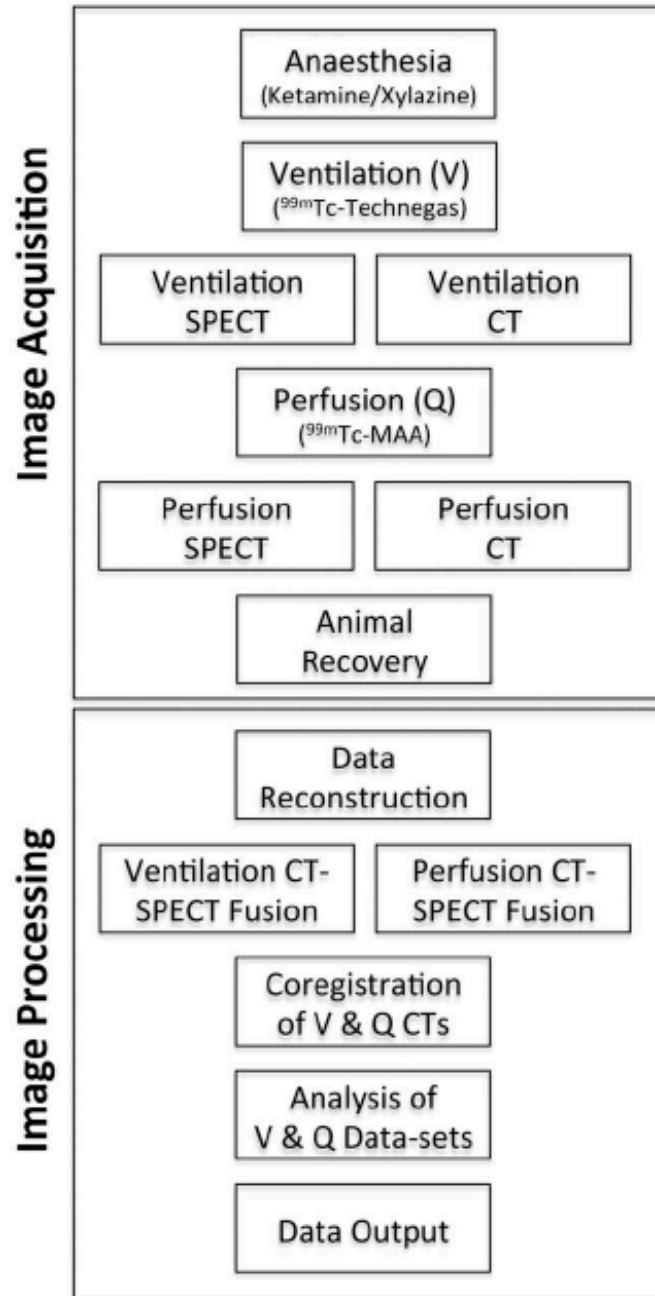 Image Acquisition
Anaesthesia
(Ketamine/Xylazine)
Ventilation (V)
(⁹⁹ᵐTc-Technegas)
Ventilation
SPECT
Ventilation
CT
Perfusion (Q)
(⁹⁹ᵐTc-MAA)
Perfusion
SPECT
Perfusion
CT
Animal
Recovery
Image Processing
Data
Reconstruction
Ventilation CT-
SPECT Fusion
Perfusion CT-
SPECT Fusion
Coregistration
of V & Q CTs
Analysis of
V & Q Data-sets
Data Output